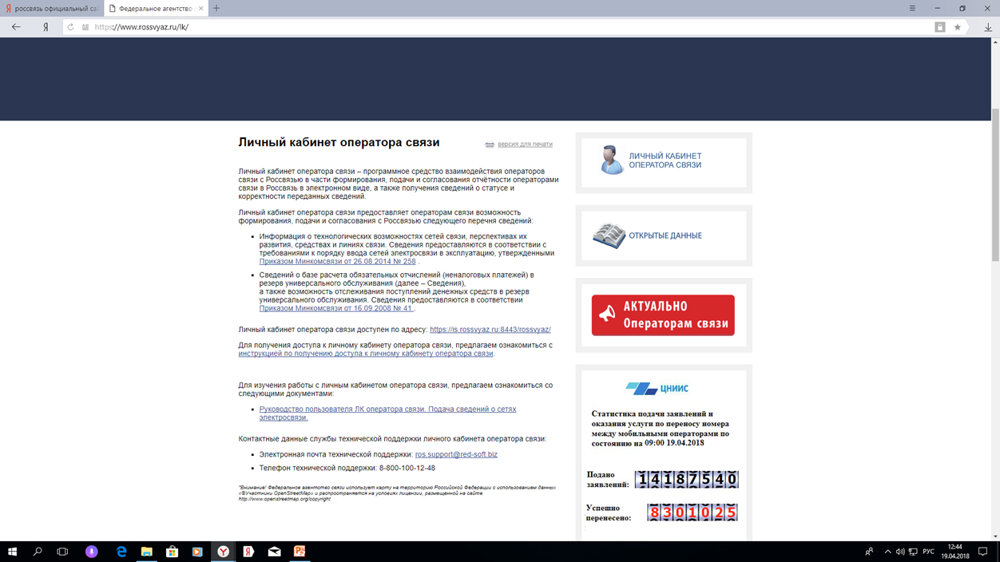 россвязь официальный са
Федеральное агентство
https://www.rossvyaz.ru/lk/
Личный кабинет оператора связи
версия для печати
Личный кабинет оператора связи – программное средство взаимодействия операторов
связи с Россвязью в части формирования, подачи и согласования отчётности операторами
связи в Россвязь в электронном виде, а также получения сведений о статусе и
корректности переданных сведений.
Личный кабинет оператора связи предоставляет операторам связи возможность
формирования, подачи и согласования с Россвязью следующего перечня сведений:
Информация о технологических возможностях сетей связи, перспективах их
развития, средствах и линиях связи. Сведения предоставляются в соответствии с
требованиями к порядку ввода сетей электросвязи в эксплуатацию, утвержденными
Приказом Минкомсвязи от 26.08.2014 № 258 .
Сведений о базе расчета обязательных отчислений (неналоговых платежей) в
резерв универсального обслуживания (далее – Сведения),
а также возможность отслеживания поступлений денежных средств в резерв
универсального обслуживания. Сведения предоставляются в соответствии
Приказом Минкомсвязи от 16.09.2008 № 41 .
Личный кабинет оператора связи доступен по адресу: https://is.rossvyaz.ru:8443/rossvyaz/
Для получения доступа к личному кабинету оператора связи, предлагаем ознакомиться с
инструкцией по получению доступа к личному кабинету оператора связи.
Для изучения работы с личным кабинетом оператора связи, предлагаем ознакомиться со
следующими документами:
Руководство пользователя ЛК оператора связи. Подача сведений о сетях
электросвязи.
Контактные данные службы технической поддержки личного кабинета оператора связи:
Электронная почта технической поддержки: ros.support@red-soft.biz
Телефон технической поддержки: 8-800-100-12-48
"Внимание! Федеральное агентство связи использует карту на территорию Российской Федерации с использованием данных
«©Участники OpenStreetMap» и распространяется на условиях лицензии, размещенной на сайте
http://www.openstreetmap.org/copyright
ЛИЧНЫЙ КАБИНЕТ
ОПЕРАТОРА СВЯЗИ
ОТКРЫТЫЕ ДАННЫЕ
АКТУАЛЬНО
Операторам связи
ЦНИИС
Статистика подачи заявлений и
оказания услуги по переносу номера
между мобильными операторами по
состоянию на 09:00 19.04.2018
Подано
заявлений: 14187540
Успешно
перенесено: 8301025
РУС
12:44
19.04.2018